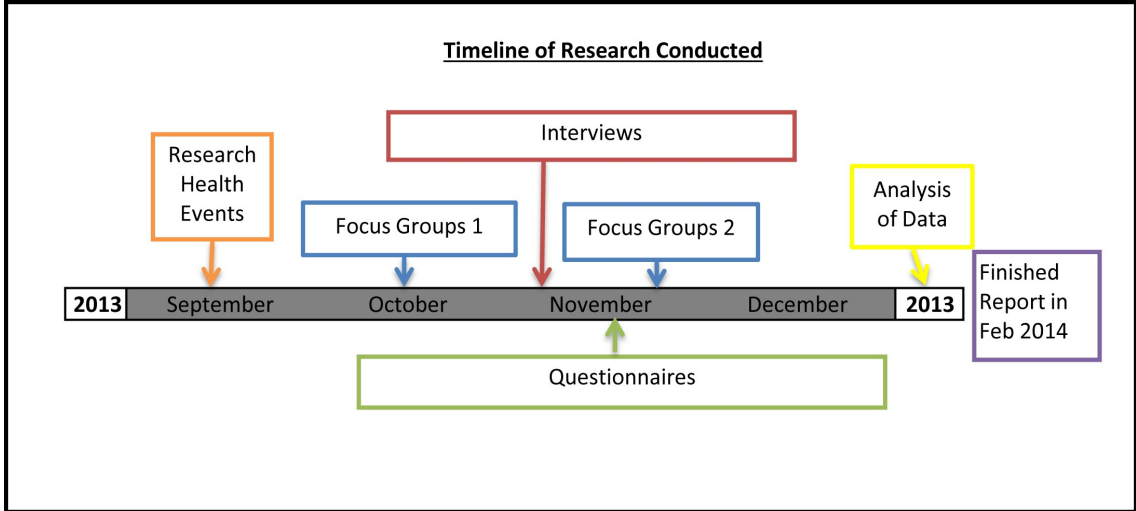 Timeline of Research Conducted
Interviews
Research
Health
Events
Analysis
of Data
Focus Groups 1
Focus Groups 2
Finished
Report in
Feb 2014
2013 September October November December 2013
Questionnaires